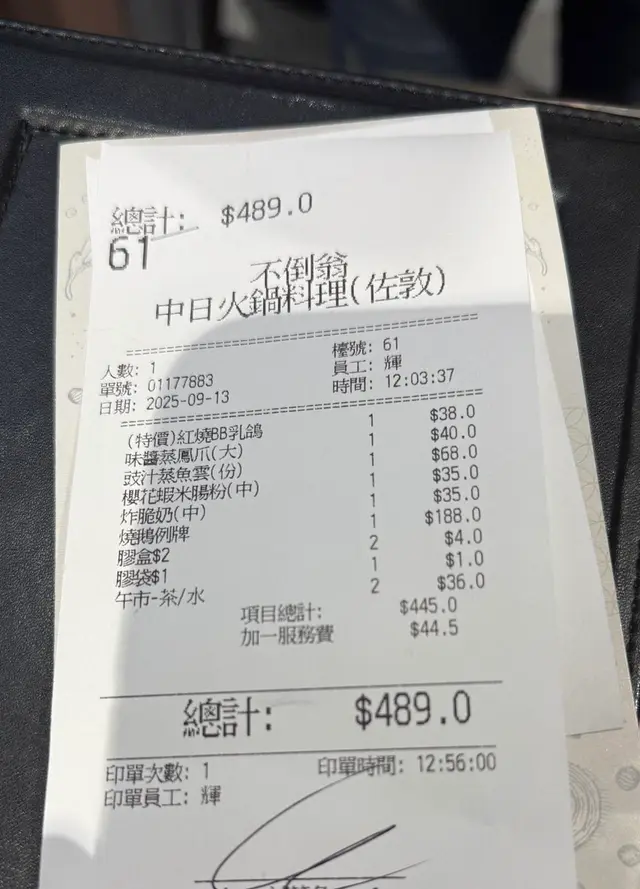 總計: $489.0
61
不倒翁
中日火鍋料理(佐敦)
人數: 1 檯號: 61
單號: 01177883 員工: 輝
日期: 2025-09-13 時間: 12:03:37
(特價)紅燒BB乳鴿 1 $38.0
味醬蒸鳳爪(大) 1 $40.0
豉汁蒸魚雲(份) 1 $68.0
櫻花蝦米腸粉(中) 1 $35.0
炸脆奶(中) 1 $35.0
燒鵝例牌 1 $188.0
膠盒$2 2 $4.0
膠袋$1 1 $1.0
午市-茶/水 2 $36.0
項目總計: $445.0
加一服務費 $44.5
總計: $489.0
印單次數: 1 印單時間: 12:56:00
印單員工: 輝